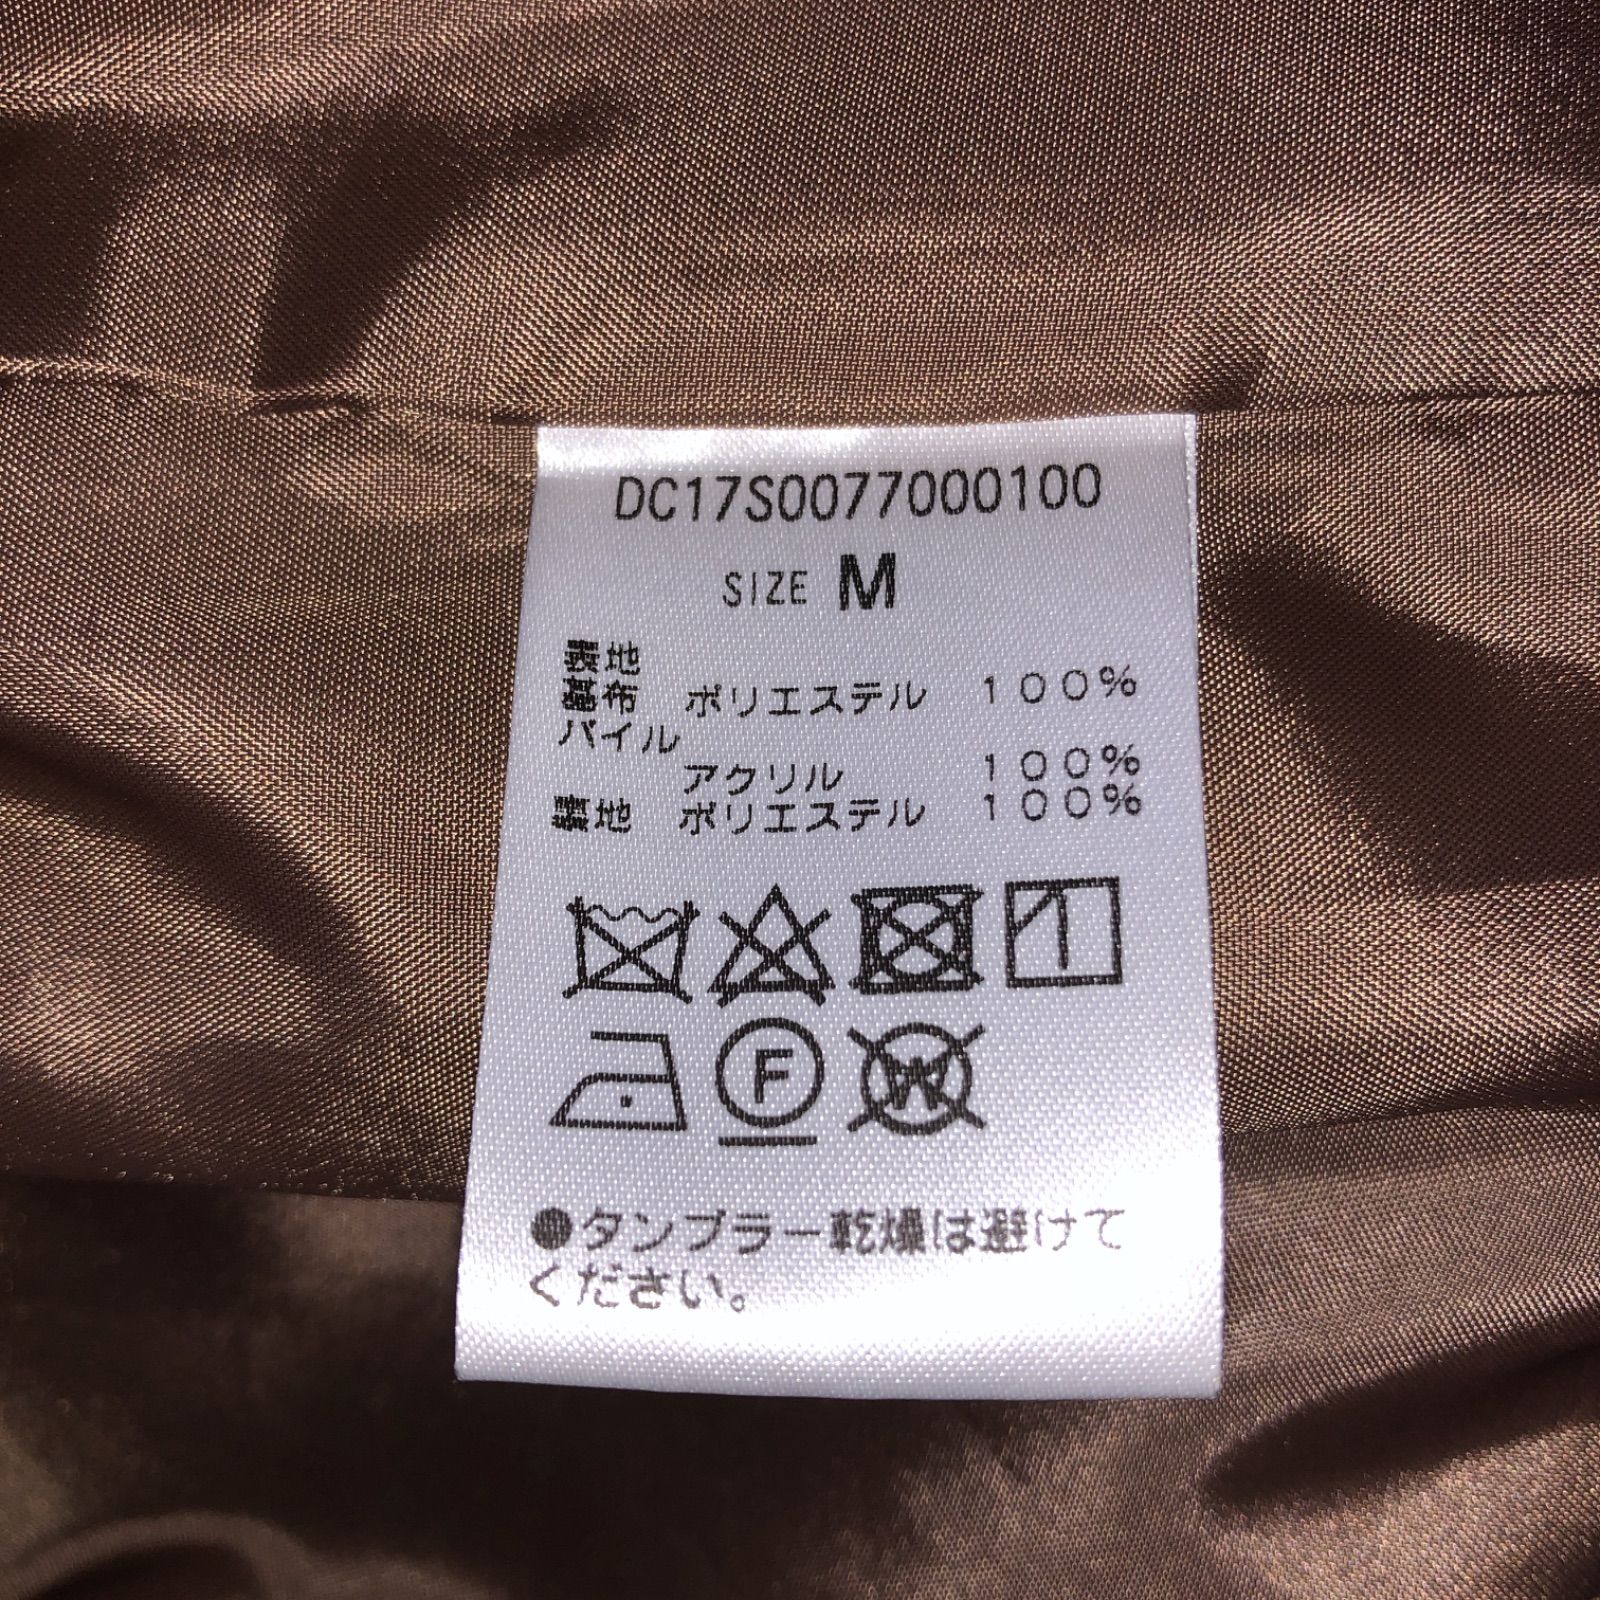 DC17S0077000100
SIZE M
表地
基布 ポリエステル 100%
パイル
アクリル 100%
裏地 ポリエステル 100%
F
W
●タンブラー乾燥は避けて
ください。